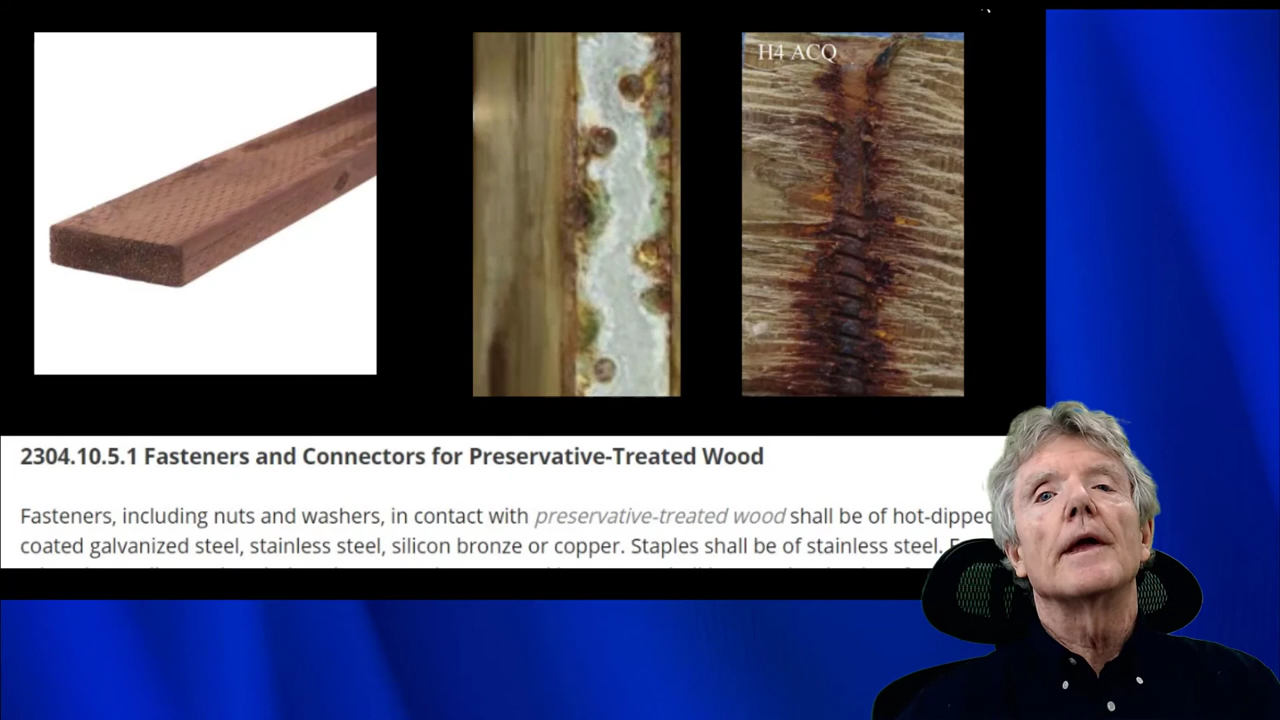 H4 ACQ
2304.10.5.1 Fasteners and Connectors for Preservative-Treated Wood
Fasteners, including nuts and washers, in contact with preservative-treated wood shall be of hot-dipped
coated galvanized steel, stainless steel, silicon bronze or copper. Staples shall be of stainless steel.